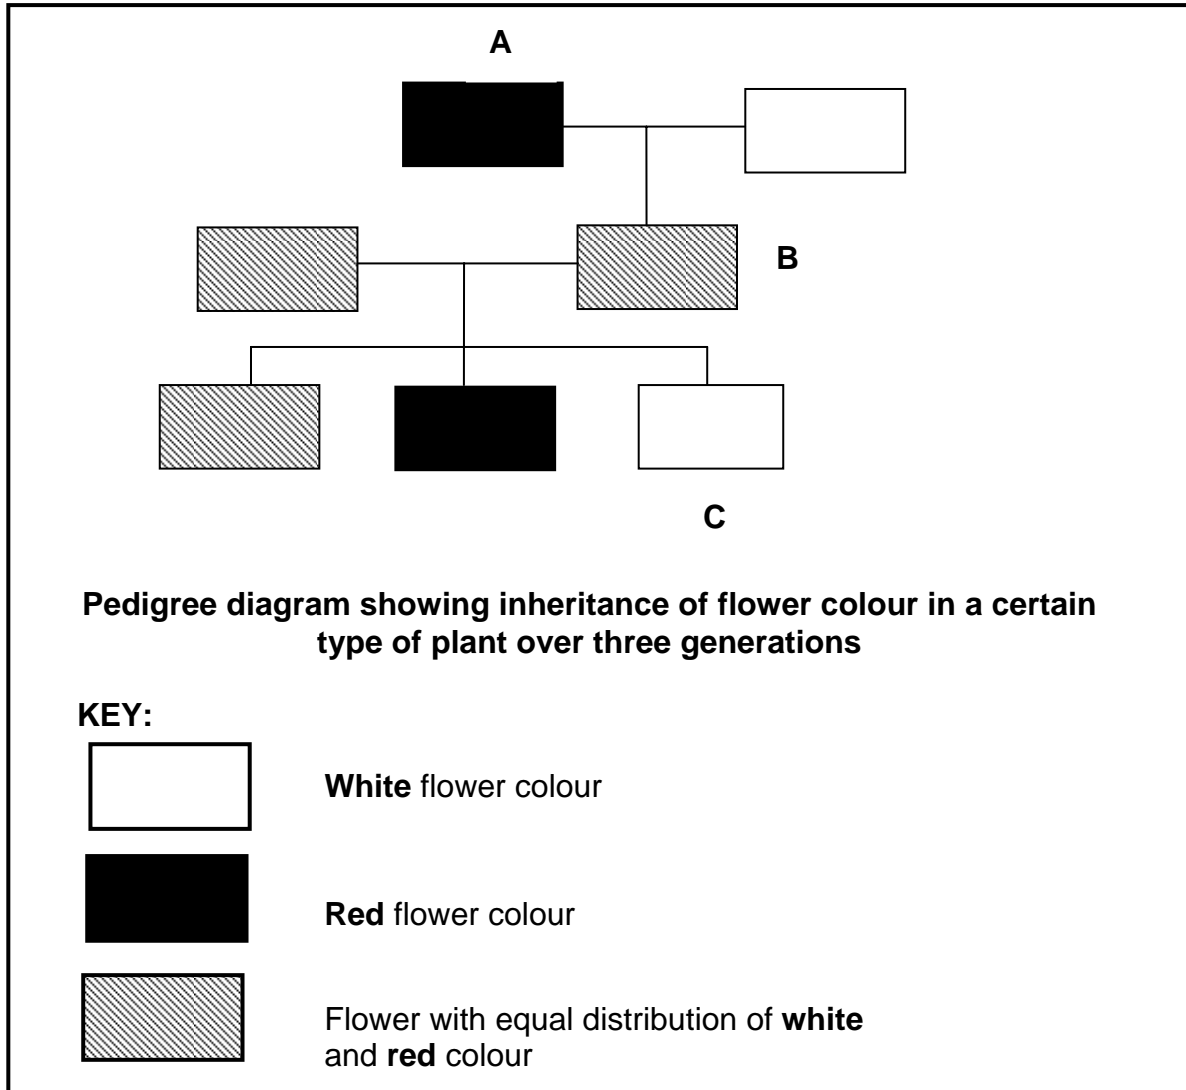 A
B
C
Pedigree diagram showing inheritance of flower colour in a certain
type of plant over three generations
KEY:
White flower colour
Red flower colour
Flower with equal distribution of white
and red colour